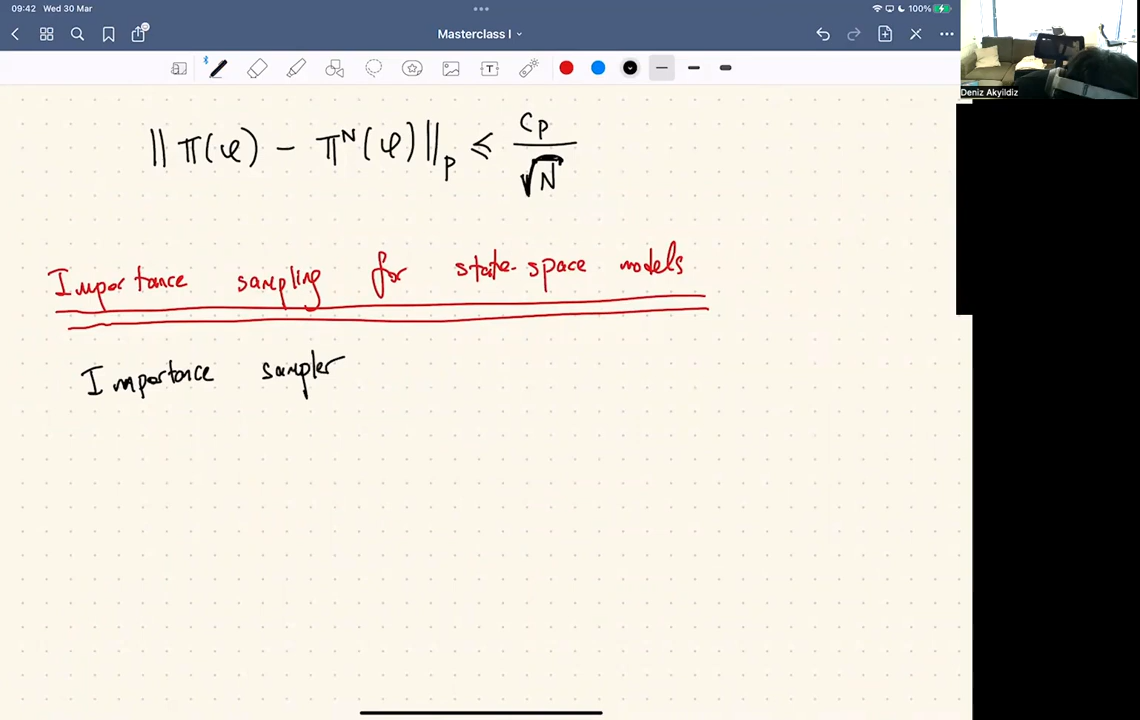 09:42 Wed 30 Mar
100%
Masterclass I
Deniz Akyildiz
|| π(φ) − π^N(φ) ||_p ≤ c_p / √N
Importance sampling for state-space models
Importance sampler